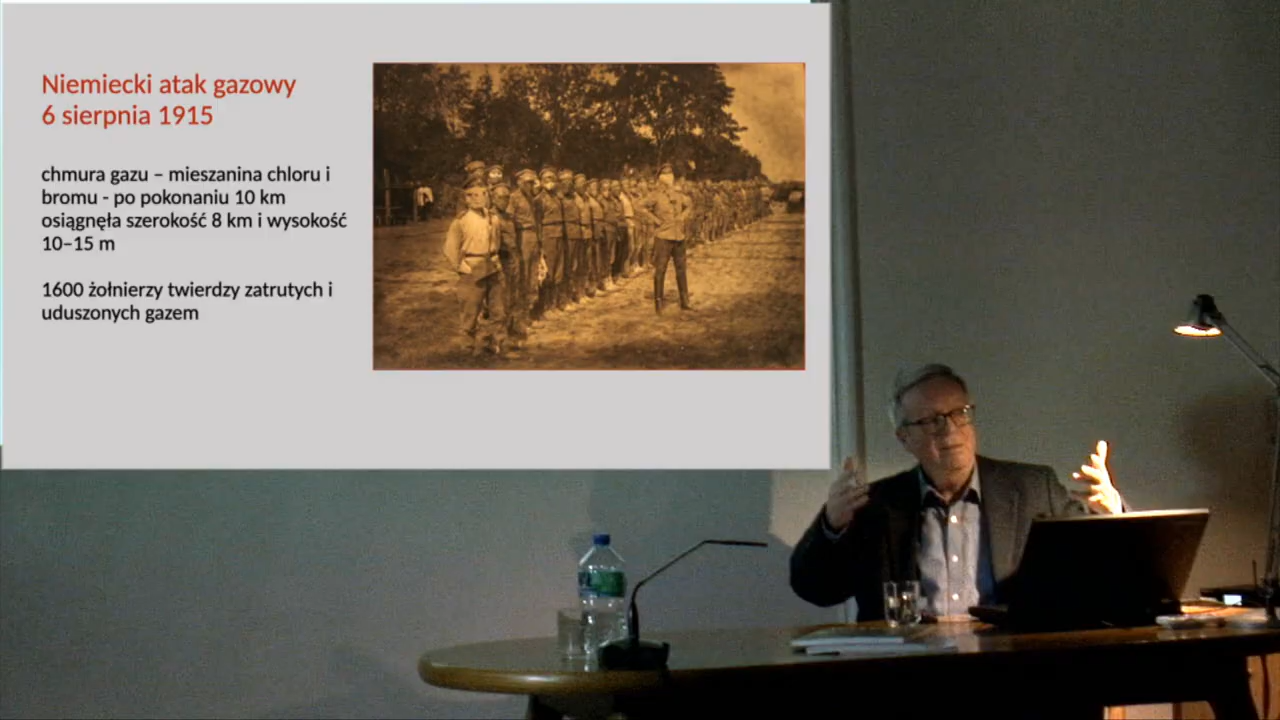 Niemiecki atak gazowy
6 sierpnia 1915
chmura gazu – mieszanina chloru i
bromu - po pokonaniu 10 km
osiągnęła szerokość 8 km i wysokość
10–15 m
1600 żołnierzy twierdzy zatrutych i
uduszonych gazem